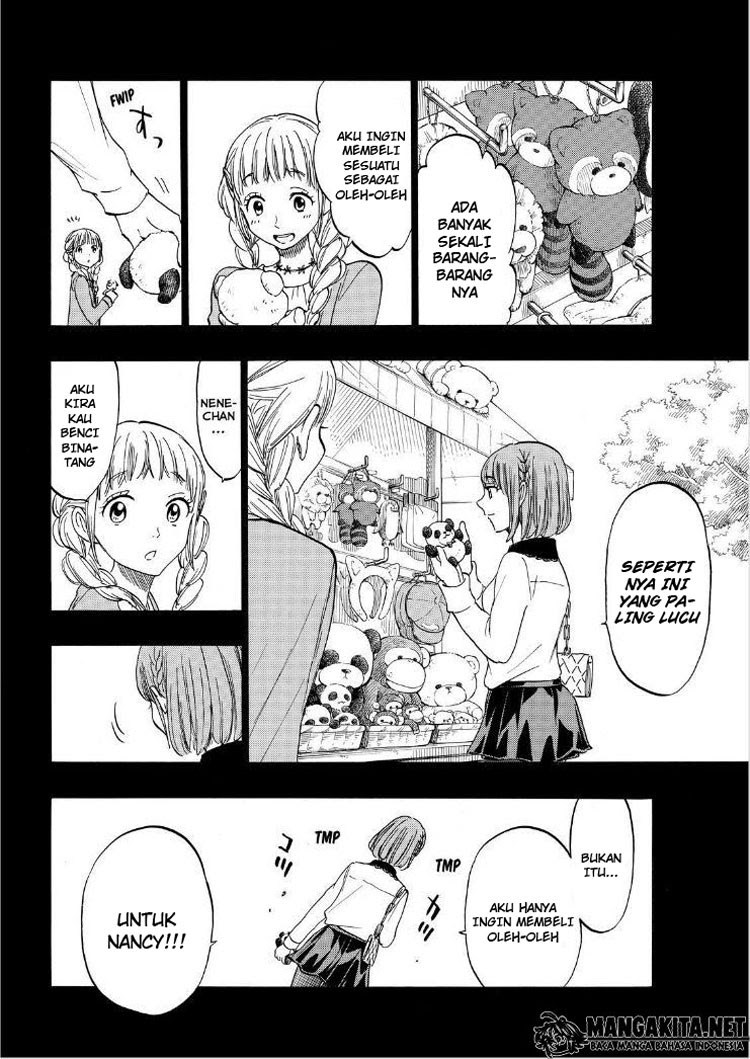 ADA
BANYAK
SEKALI
BARANG-
BARANG
NYA
AKU INGIN
MEMBELI
SESUATU
SEBAGAI
OLEH-OLEH
FWIP
すっ
SEPERTI
NYA INI
YANG PA-
LING LUCU
NENE-
CHAN
...
AKU
KIRA
KAU
BENCI
BINA-
TANG
BUKAN
ITU...
AKU HANYA
INGIN MEMBELI
OLEH-OLEH
TMP
TMP
UNTUK
NANCY!!!
MANGAKITA.NET
BACA MANGA BAHASA INDONESIA